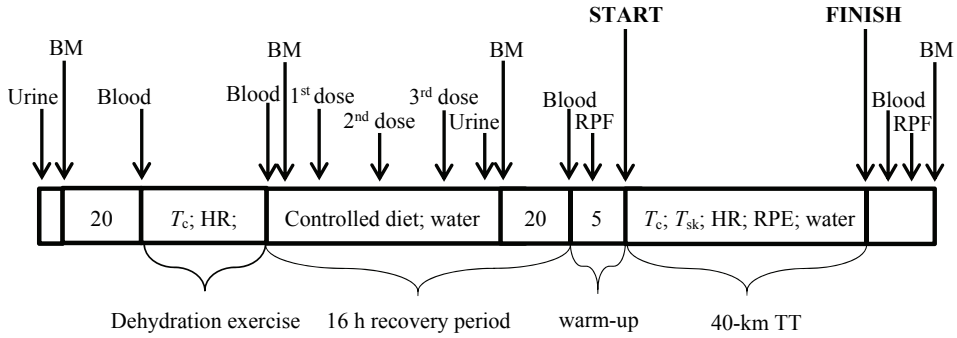 START
FINISH
BM
BM
BM
BM
Urine
Blood
Blood
1st dose
2nd dose
3rd dose
Urine
Blood
RPF
Blood
RPF
20
Tc; HR;
Controlled diet; water
20
5
Tc; Tsk; HR; RPE; water
Dehydration exercise
16 h recovery period
warm-up
40-km TT